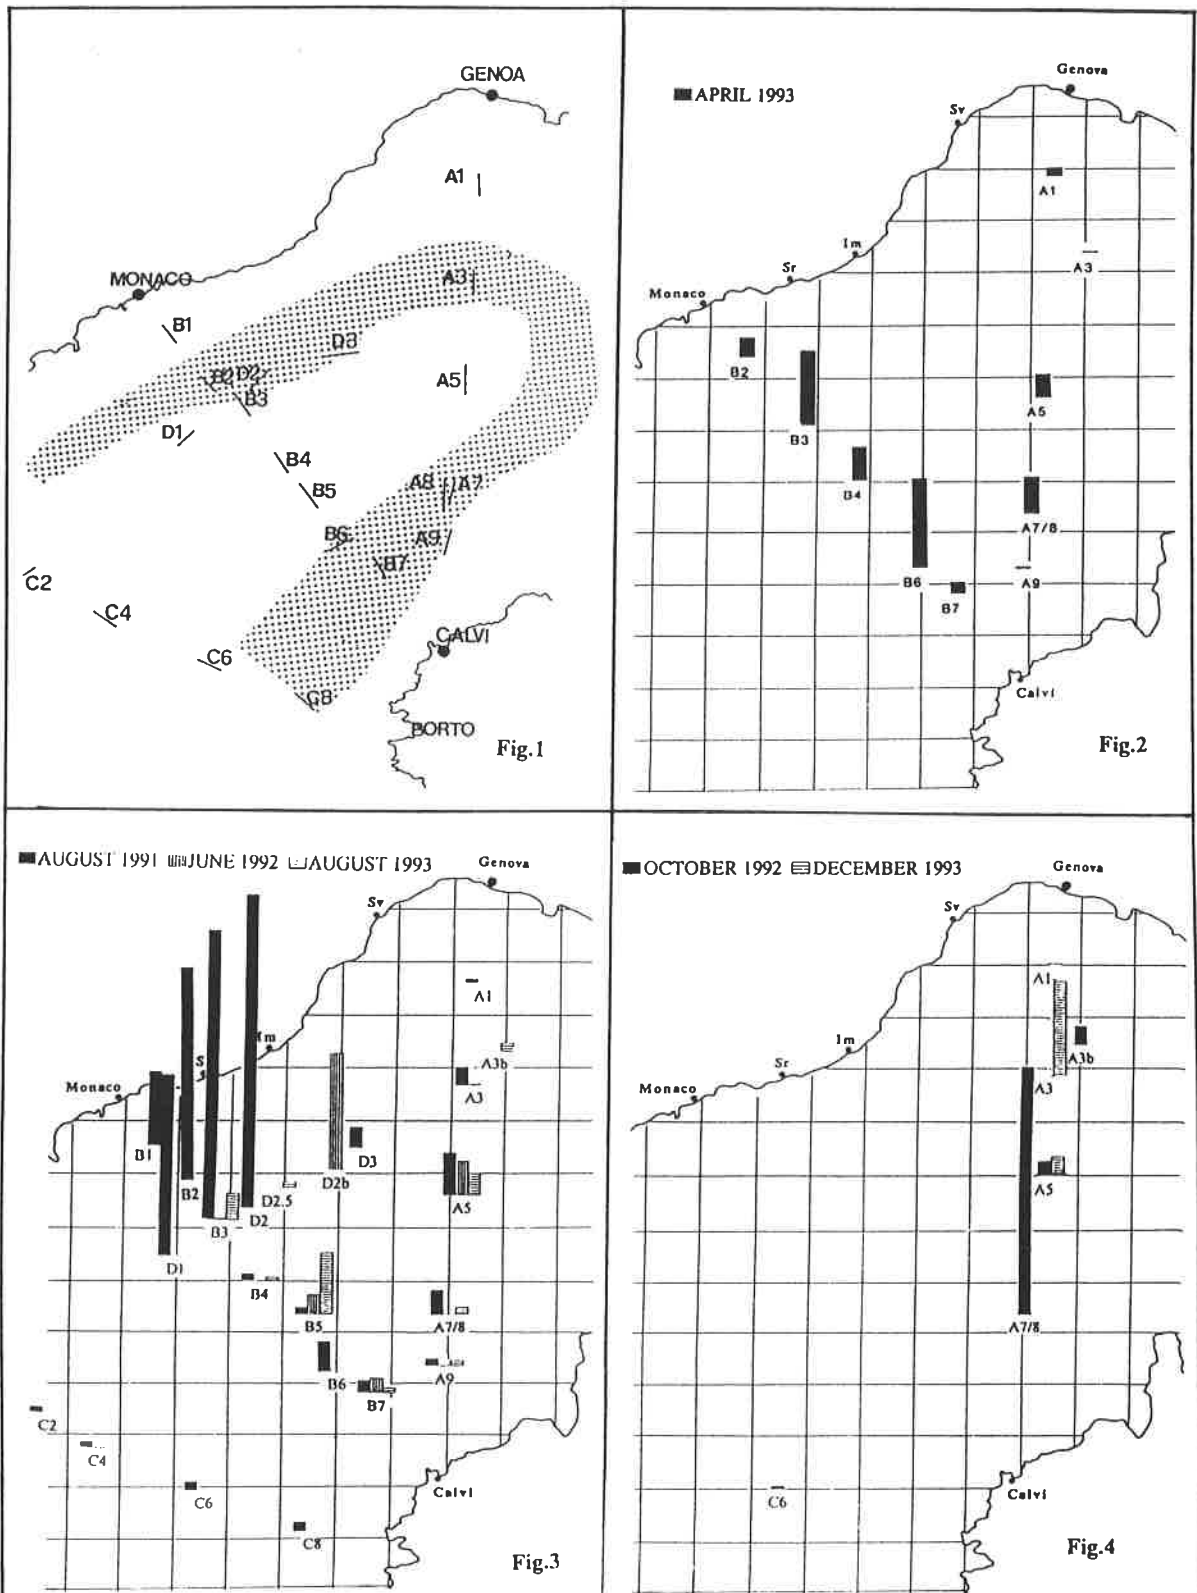 GENOA
A1
MONACO
A3
B1
D3
B2
D2
A5
B3
D1
B4
B5
A8
A7
B6
A9
B7
C2
C4
CALVI
C6
C8
PORTO
Fig.1
Genova
APRIL 1993
Sv
A1
Im
A3
Sr
Monaco
B2
A5
B3
B4
A7/8
B6
A9
B7
Calvi
Fig.2
AUGUST 1991 JUNE 1992 AUGUST 1993
Genova
Sv
A1
Im
A3b
S
Monaco
A3
B1
D3
B2
D2b
D2.5
A5
D2
B3
D1
B4
B5
A7/8
B6
A9
B7
C2
C4
Calvi
C6
C8
Fig.3
OCTOBER 1992 DECEMBER 1993
Genova
Sv
A1
Im
A3b
Sr
A3
Monaco
A5
A7/8
Calvi
C6
Fig.4